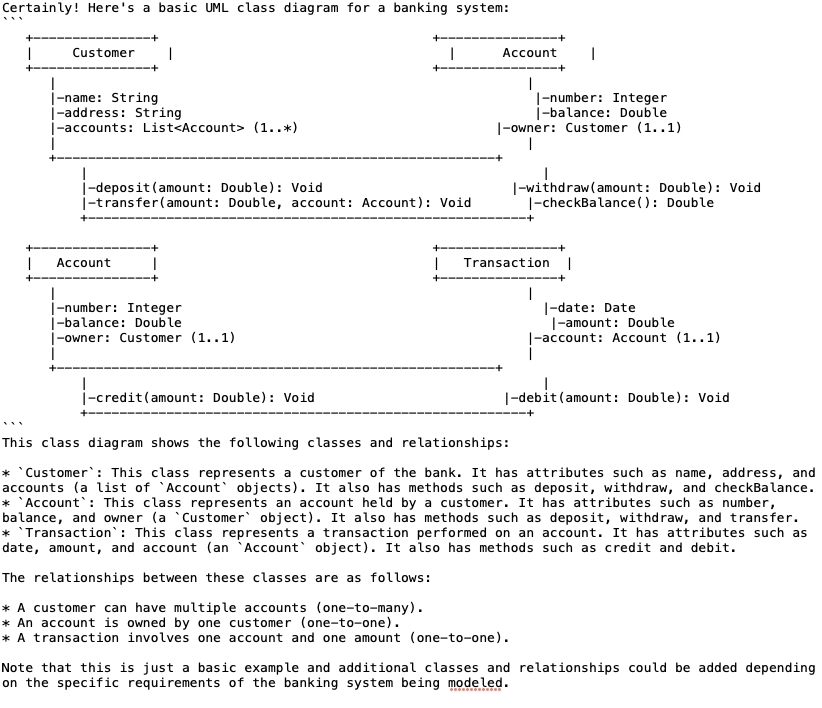 Certainly! Here's a basic UML class diagram for a banking system:
```
   +---------------+                                    +---------------+
   |     Customer    |                                    |      Account    |
   +---------------+                                    +---------------+
      |                                                             |
      |-name: String                                                 |-number: Integer
      |-address: String                                              |-balance: Double
      |-accounts: List<Account> (1..*)                          |-owner: Customer (1..1)
      |                                                             |
      +---------------------------------------------------------+
          |                                                           |
          |-deposit(amount: Double): Void                         |-withdraw(amount: Double): Void
          |-transfer(amount: Double, account: Account): Void        |-checkBalance(): Double
          +---------------------------------------------------------+

   +---------------+                                    +---------------+
   |   Account     |                                    |   Transaction  |
   +---------------+                                    +---------------+
      |                                                             |
      |-number: Integer                                               |-date: Date
      |-balance: Double                                                |-amount: Double
      |-owner: Customer (1..1)                                      |-account: Account (1..1)
      |                                                             |
      +---------------------------------------------------------+
          |                                                           |
          |-credit(amount: Double): Void                         |-debit(amount: Double): Void
          +---------------------------------------------------------+
```
This class diagram shows the following classes and relationships:

* `Customer`: This class represents a customer of the bank. It has attributes such as name, address, and
accounts (a list of `Account` objects). It also has methods such as deposit, withdraw, and checkBalance.
* `Account`: This class represents an account held by a customer. It has attributes such as number,
balance, and owner (a `Customer` object). It also has methods such as deposit, withdraw, and transfer.
* `Transaction`: This class represents a transaction performed on an account. It has attributes such as
date, amount, and account (an `Account` object). It also has methods such as credit and debit.

The relationships between these classes are as follows:

* A customer can have multiple accounts (one-to-many).
* An account is owned by one customer (one-to-one).
* A transaction involves one account and one amount (one-to-one).

Note that this is just a basic example and additional classes and relationships could be added depending
on the specific requirements of the banking system being modeled.